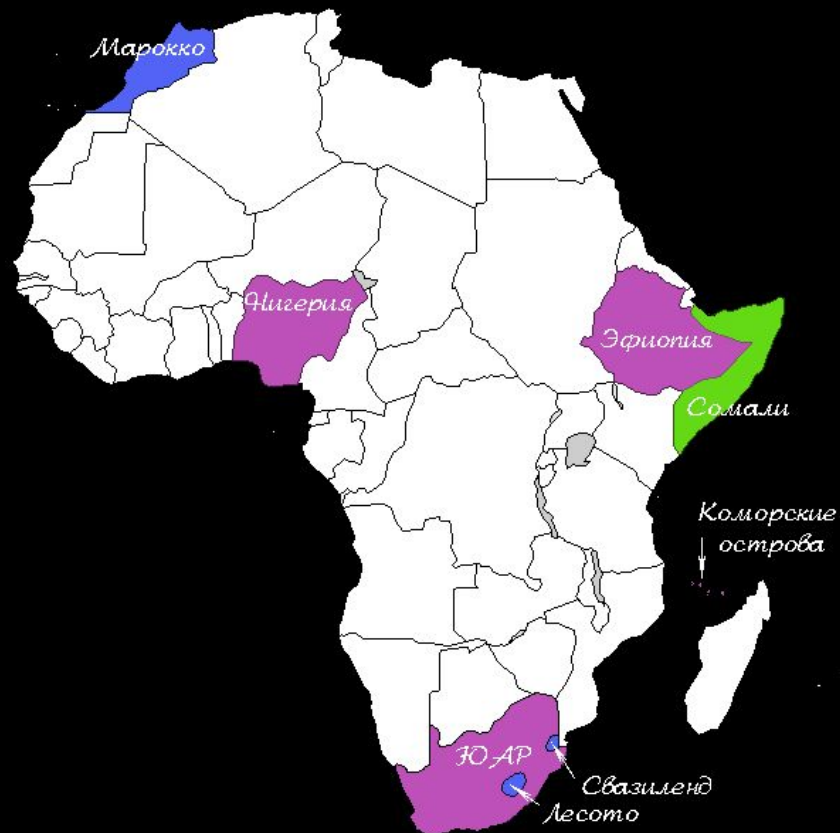 Марокко
Нигерия
Эфиопия
Сомали
Коморские
острова
ЮАР
Свазиленд
Лесото